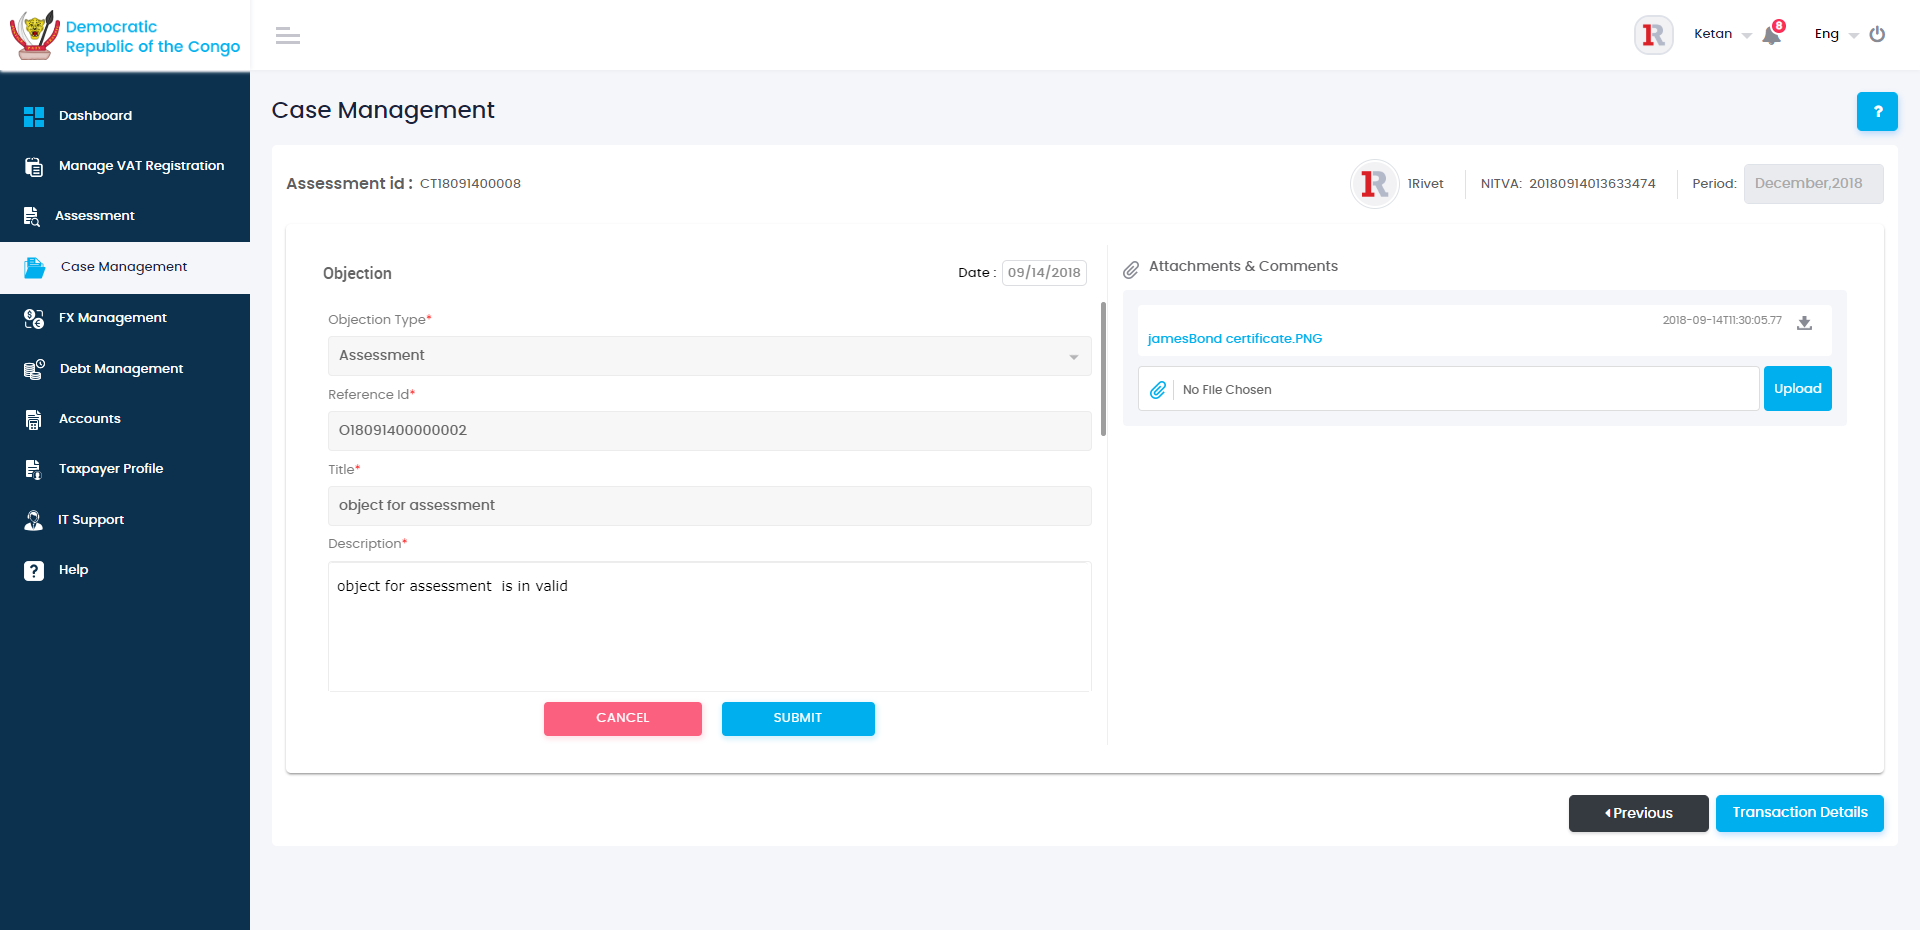 Democratic
Republic of the Congo
1R
Ketan
8
Eng
Dashboard
Manage VAT Registration
Assessment
Case Management
FX Management
Debt Management
Accounts
Taxpayer Profile
IT Support
? Help
Case Management
?
Assessment id : CT18091400008
1R 1Rivet
NITVA: 20180914013633474
Period: December,2018
Objection
Date : 09/14/2018
Objection Type*
Assessment
Reference Id*
O18091400000002
Title*
object for assessment
Description*
object for assessment  is in valid
CANCEL
SUBMIT
Attachments & Comments
2018-09-14T11:30:05.77
jamesBond certificate.PNG
No File Chosen
Upload
Previous
Transaction Details